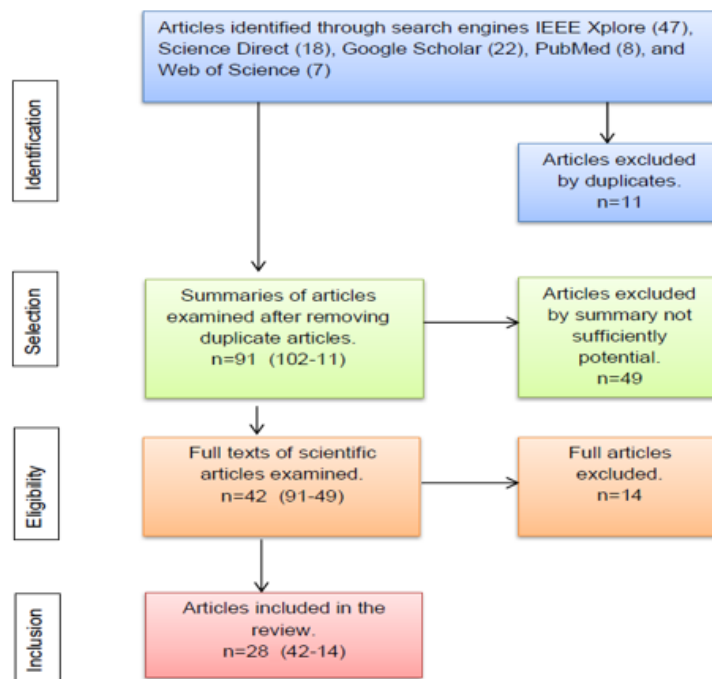 Articles identified through search engines IEEE Xplore (47),
Science Direct (18), Google Scholar (22), PubMed (8), and
Web of Science (7)
Identification
Articles excluded
by duplicates.
n=11
Selection
Summaries of articles
examined after removing
duplicate articles.
n=91 (102-11)
Articles excluded
by summary not
sufficiently
potential.
n=49
Eligibility
Full texts of scientific
articles examined.
n=42 (91-49)
Full articles
excluded.
n=14
Inclusion
Articles included in the
review.
n=28 (42-14)